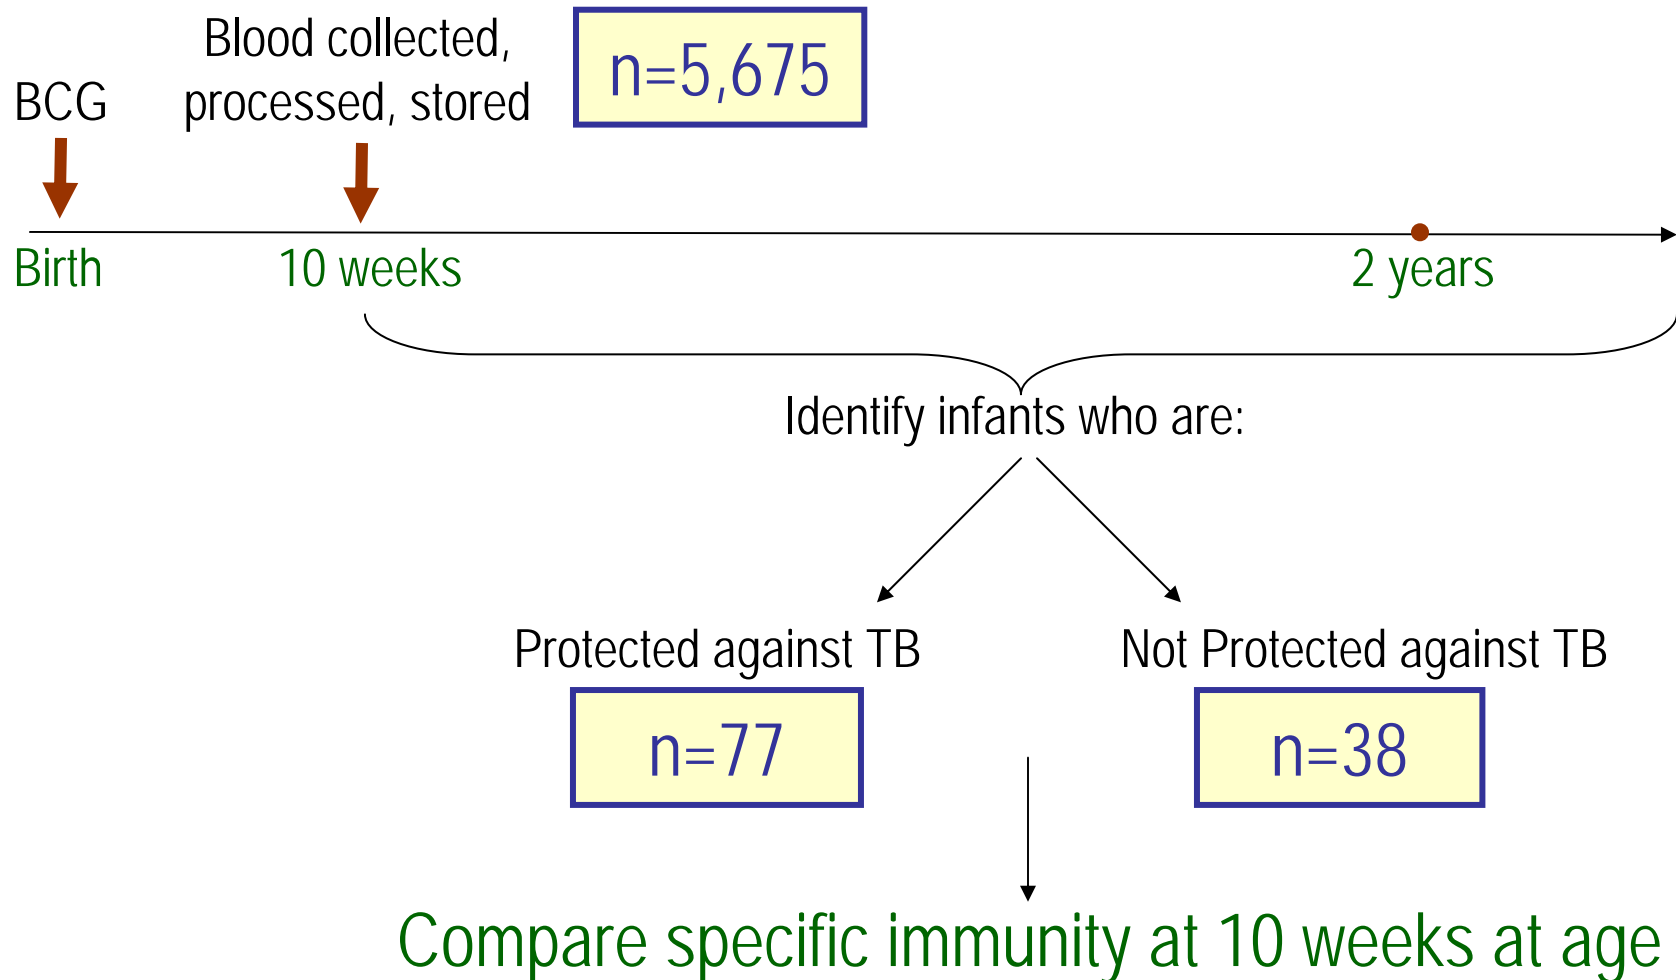 Blood collected,
processed, stored
n=5,675
BCG
Birth
10 weeks
2 years
Identify infants who are:
Protected against TB
Not Protected against TB
n=77
n=38
Compare specific immunity at 10 weeks at age